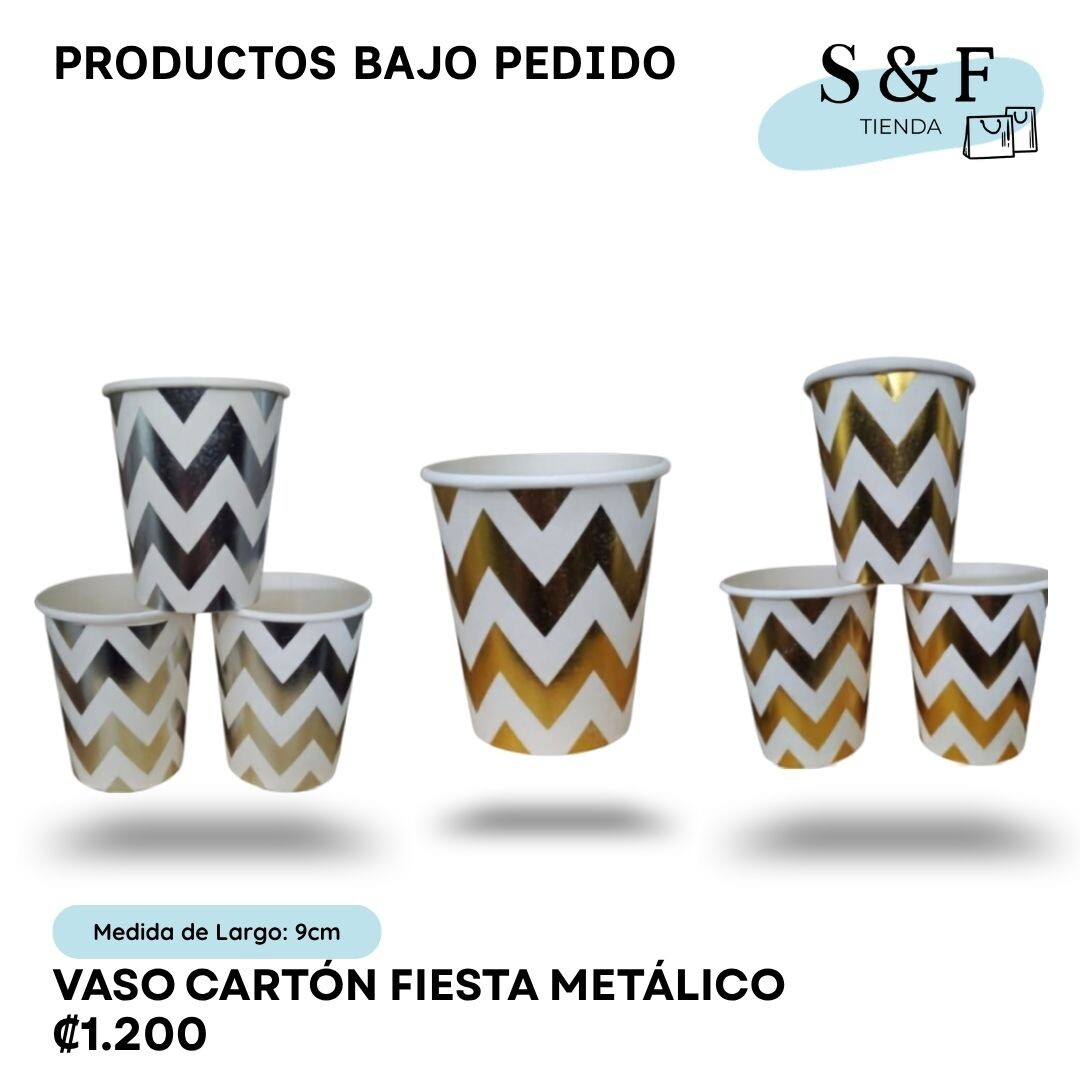 PRODUCTOS BAJO PEDIDO
S & F
TIENDA
Medida de Largo: 9cm
VASO CARTÓN FIESTA METÁLICO
₡1.200